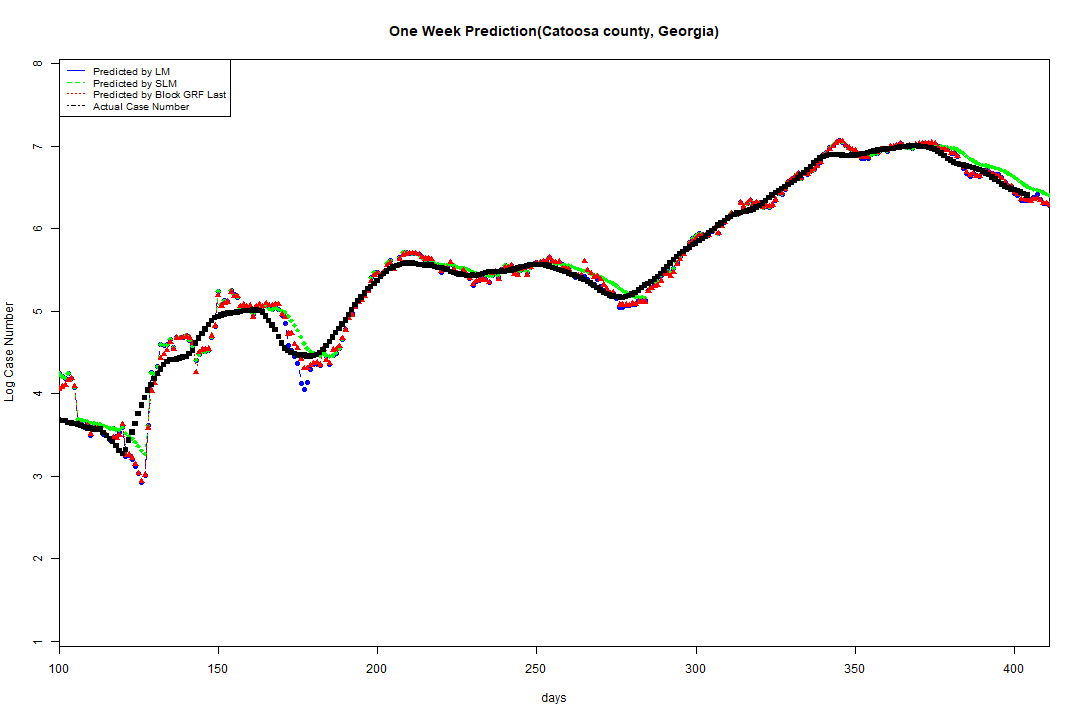 One Week Prediction(Catoosa county, Georgia)
Predicted by LM
Predicted by SLM
Predicted by Block GRF Last
Actual Case Number
8
7
6
5
4
3
2
1
Log Case Number
100 150 200 250 300 350 400
days